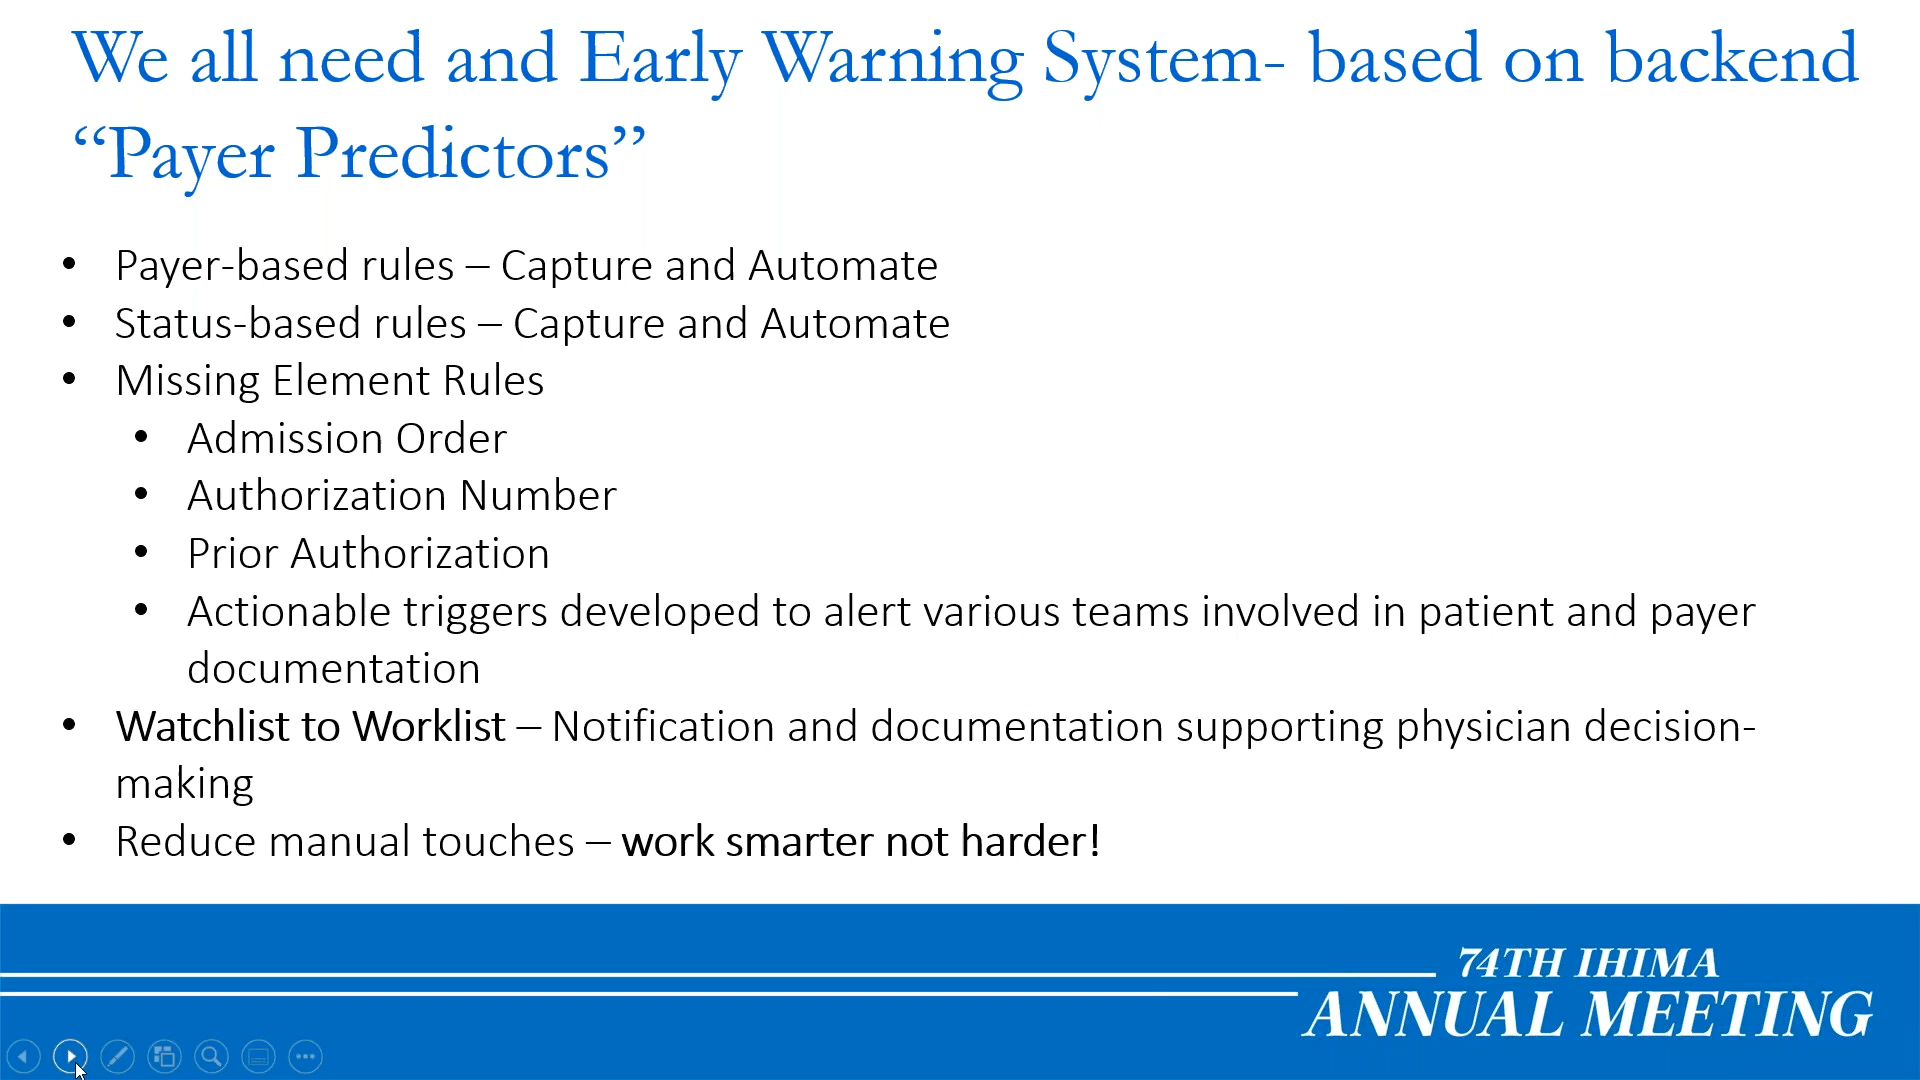 We all need and Early Warning System- based on backend
“Payer Predictors”
• Payer-based rules – Capture and Automate
• Status-based rules – Capture and Automate
• Missing Element Rules
• Admission Order
• Authorization Number
• Prior Authorization
• Actionable triggers developed to alert various teams involved in patient and payer
documentation
• Watchlist to Worklist – Notification and documentation supporting physician decision-
making
• Reduce manual touches – work smarter not harder!
74TH IHIMA
ANNUAL MEETING